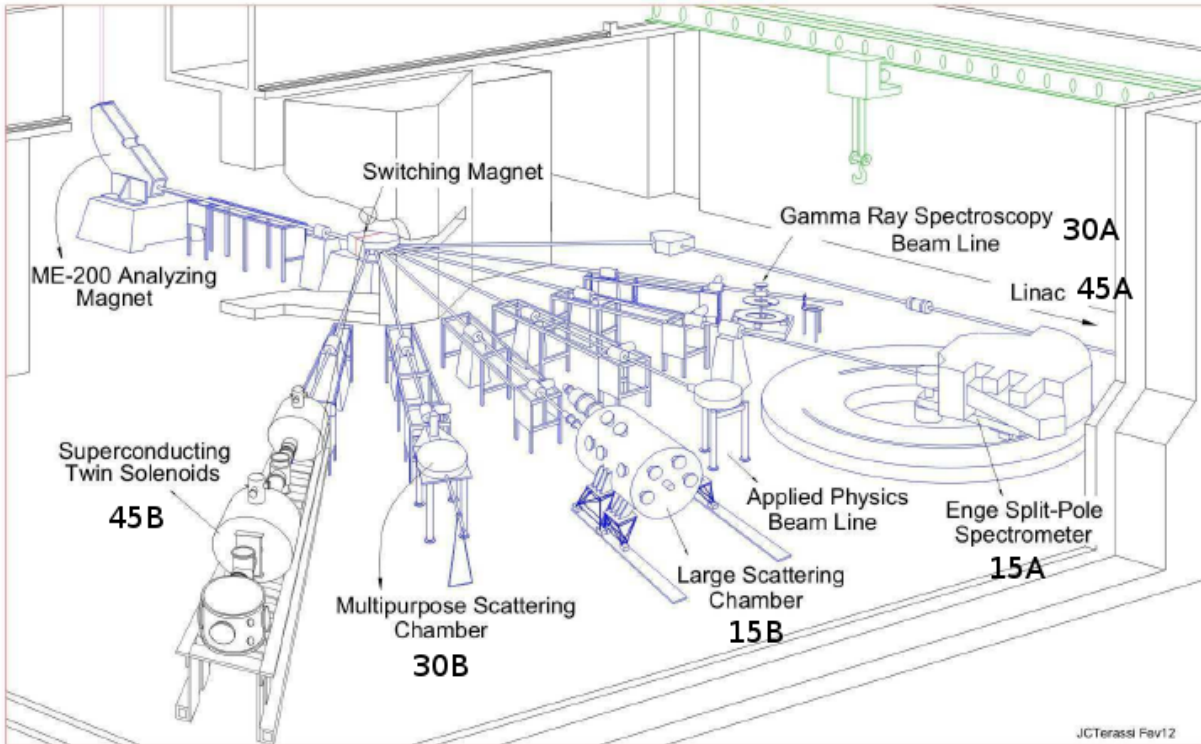 Switching Magnet
Gamma Ray Spectroscopy 30A
Beam Line
ME-200 Analyzing
Magnet
Linac 45A
Superconducting
Twin Solenoids
45B
Applied Physics
Beam Line
Enge Split-Pole
Spectrometer
15A
Large Scattering
Chamber
15B
Multipurpose Scattering
Chamber
30B
JCTerassi Fev12